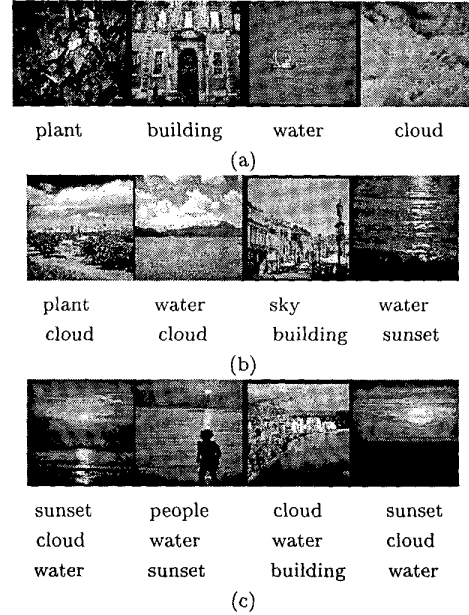 plant building water cloud
(a)
plant water sky water
cloud cloud building sunset
(b)
sunset people cloud sunset
cloud water water cloud
water sunset building water
(c)